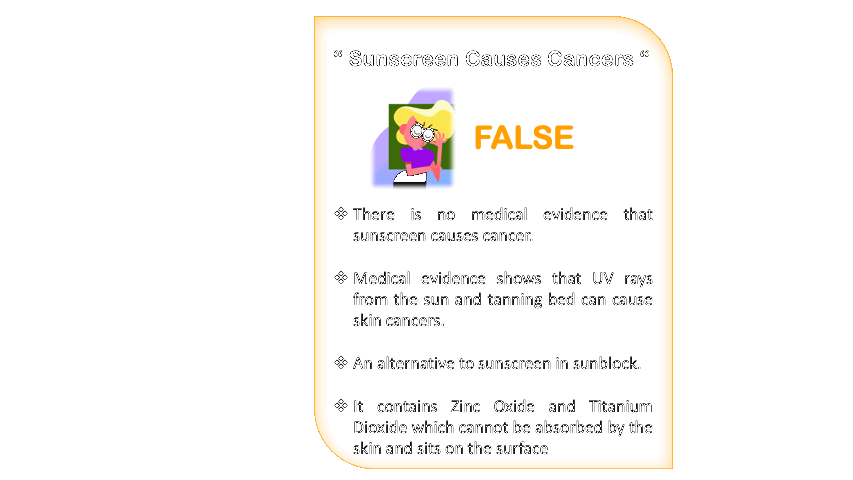 “ Sunscreen Causes Cancers “
FALSE
❖ There is no medical evidence that
sunscreen causes cancer.
❖ Medical evidence shows that UV rays
from the sun and tanning bed can cause
skin cancers.
❖ An alternative to sunscreen in sunblock.
❖ It contains Zinc Oxide and Titanium
Dioxide which cannot be absorbed by the
skin and sits on the surface